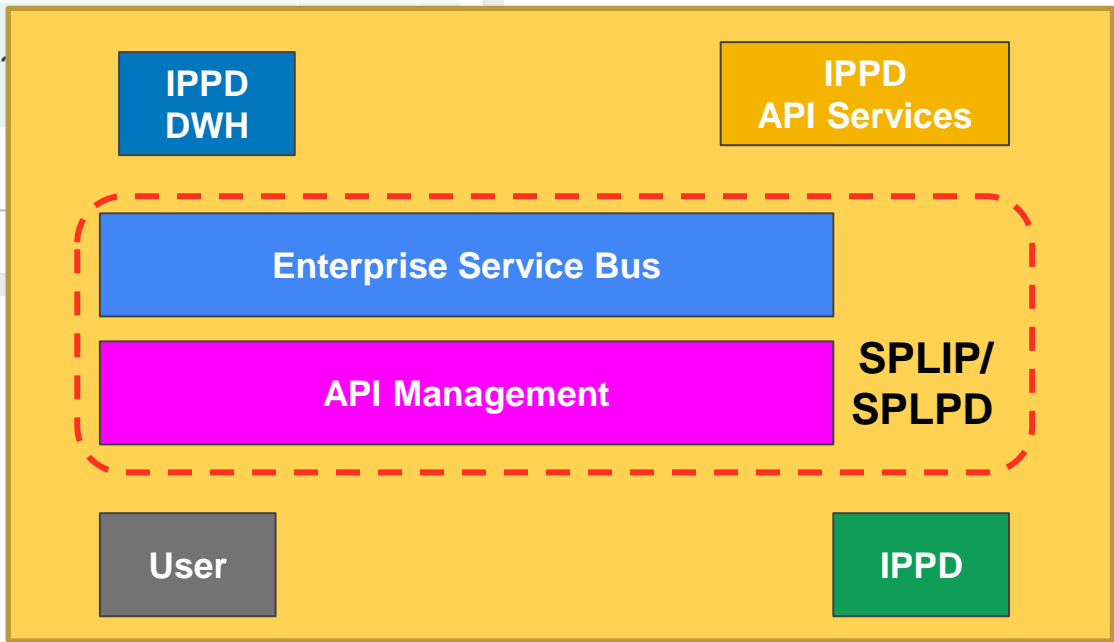 IPPD
DWH
IPPD
API Services
Enterprise Service Bus
API Management
SPLIP/
SPLPD
User
IPPD